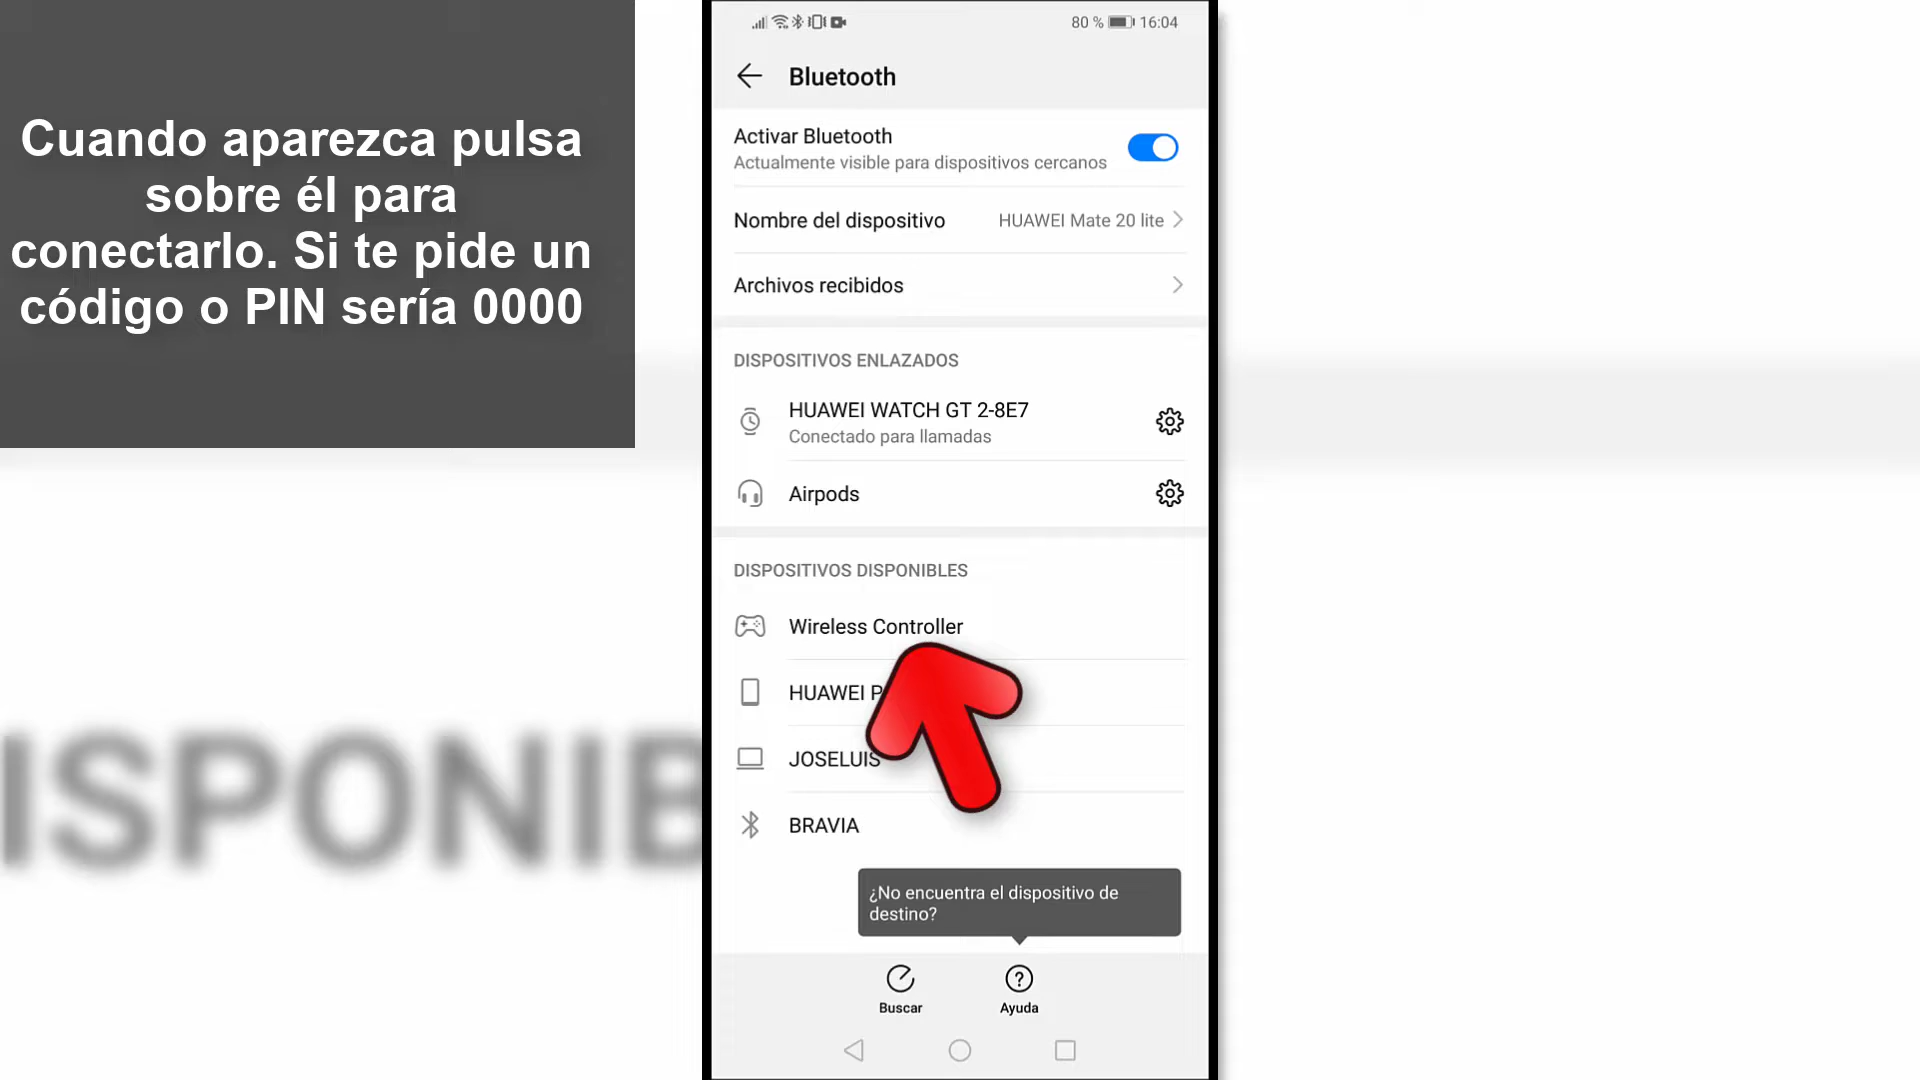 Cuando aparezca pulsa
sobre él para
conectarlo. Si te pide un
código o PIN sería 0000
80 % 16:04
Bluetooth
Activar Bluetooth
Actualmente visible para dispositivos cercanos
Nombre del dispositivo HUAWEI Mate 20 lite
Archivos recibidos
DISPOSITIVOS ENLAZADOS
HUAWEI WATCH GT 2-8E7
Conectado para llamadas
Airpods
DISPOSITIVOS DISPONIBLES
Wireless Controller
HUAWEI P
JOSELUIS
BRAVIA
¿No encuentra el dispositivo de
destino?
Buscar Ayuda
ISPONIB